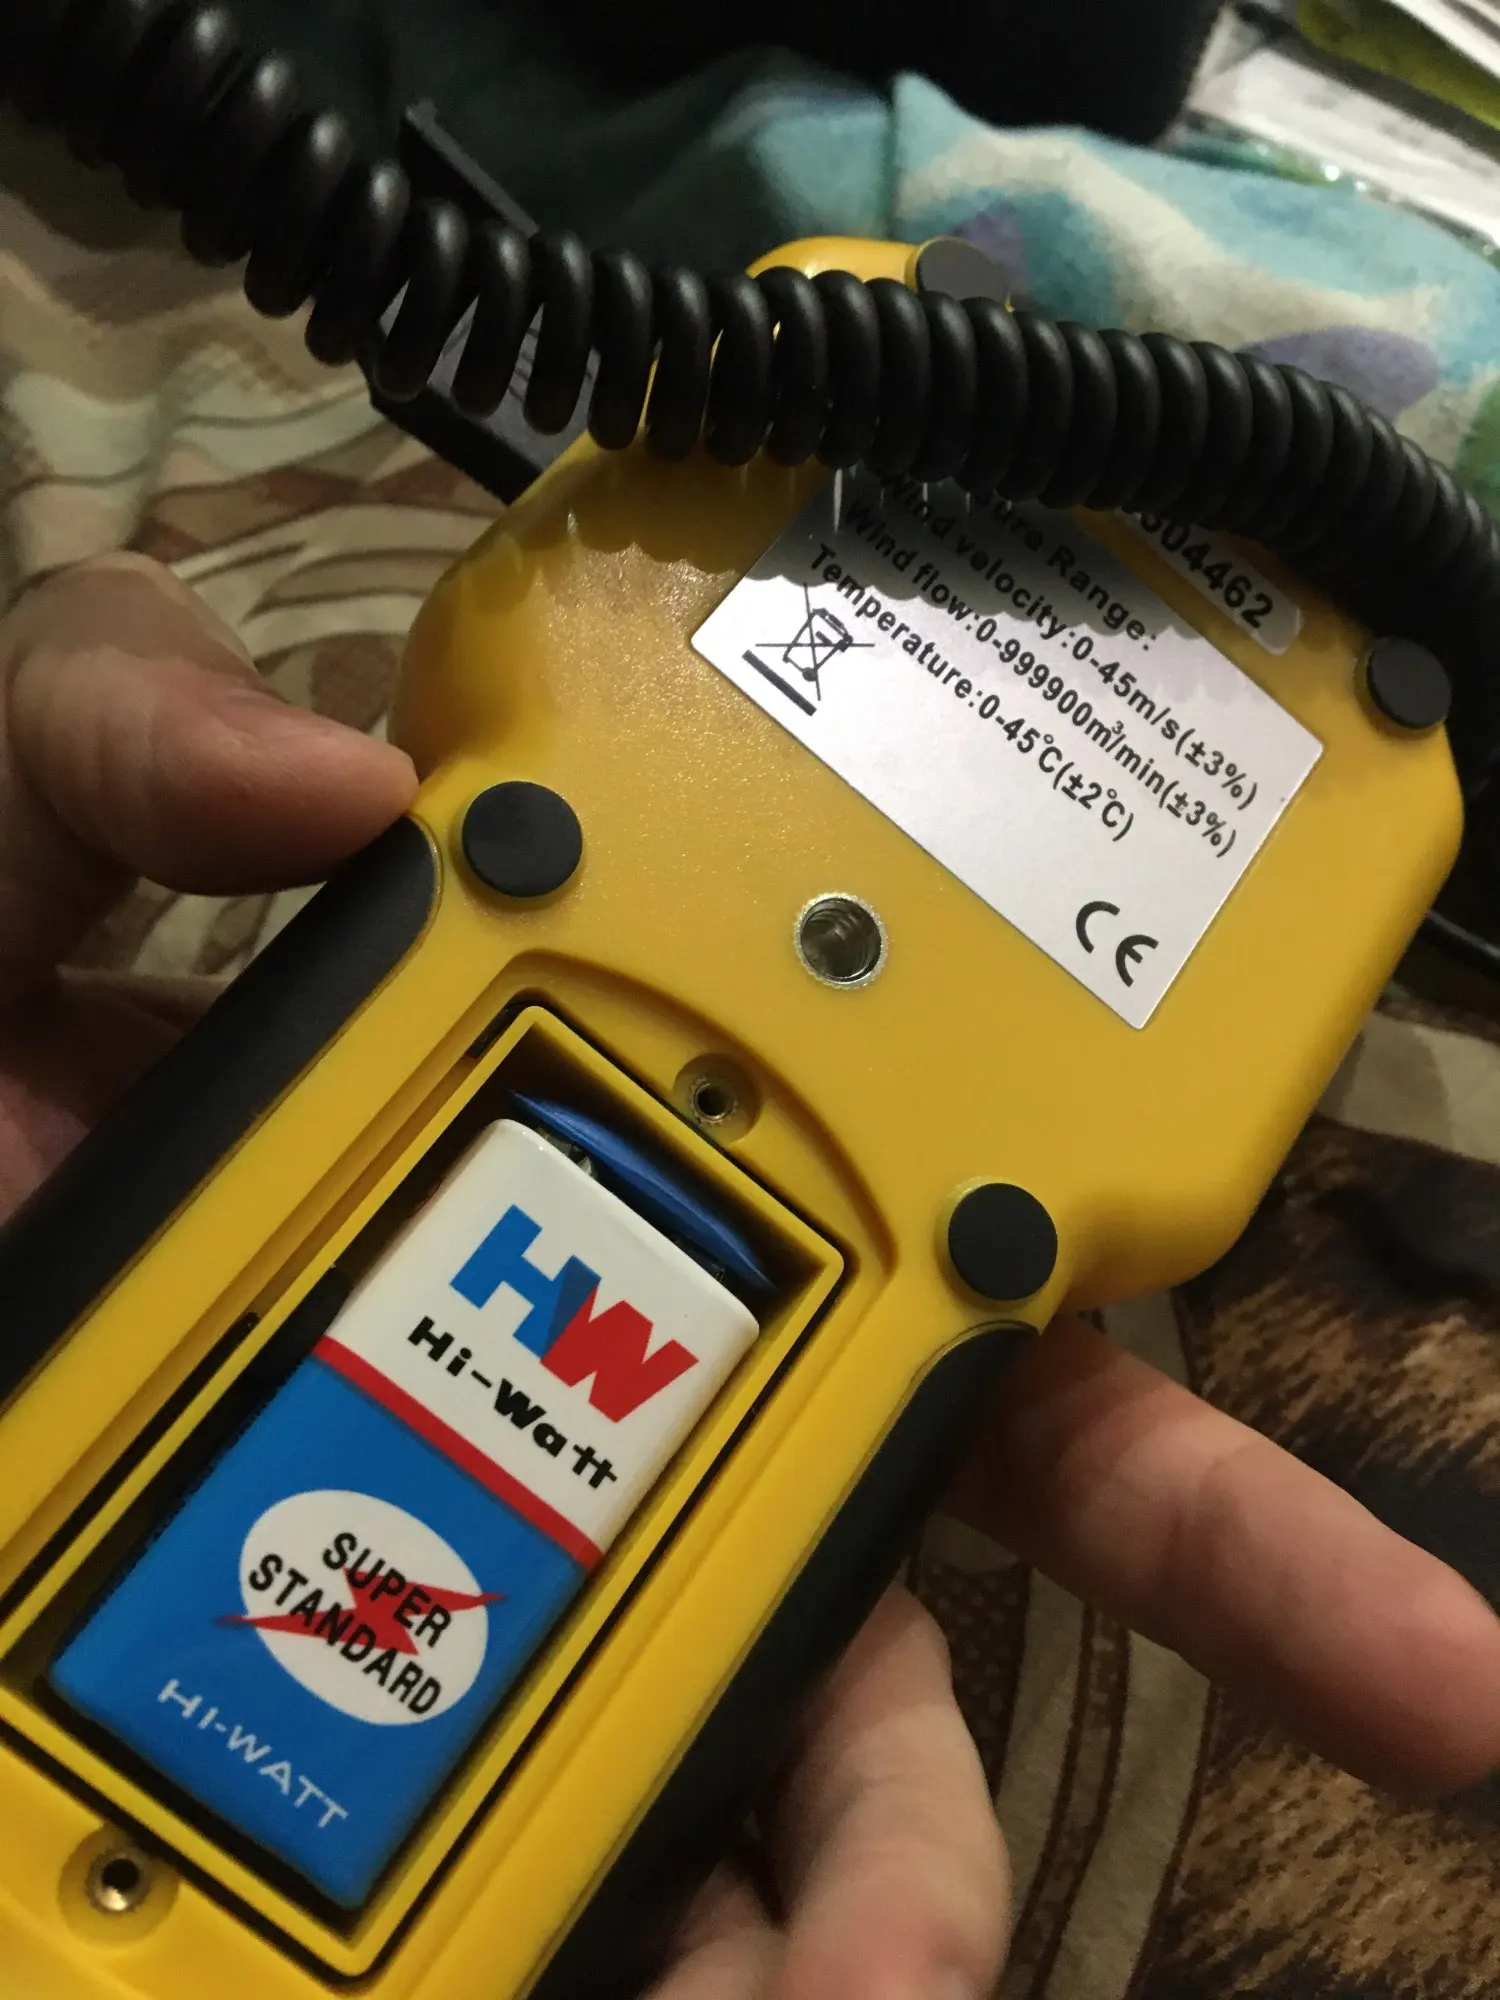 504462
Range:
Wind velocity:0-45m/s(±3%)
Wind flow:0-999900m³/min(±3%)
Temperature:0-45℃(±2℃)
CE
HW
Hi-Watt
SUPER
STANDARD
HI-WATT